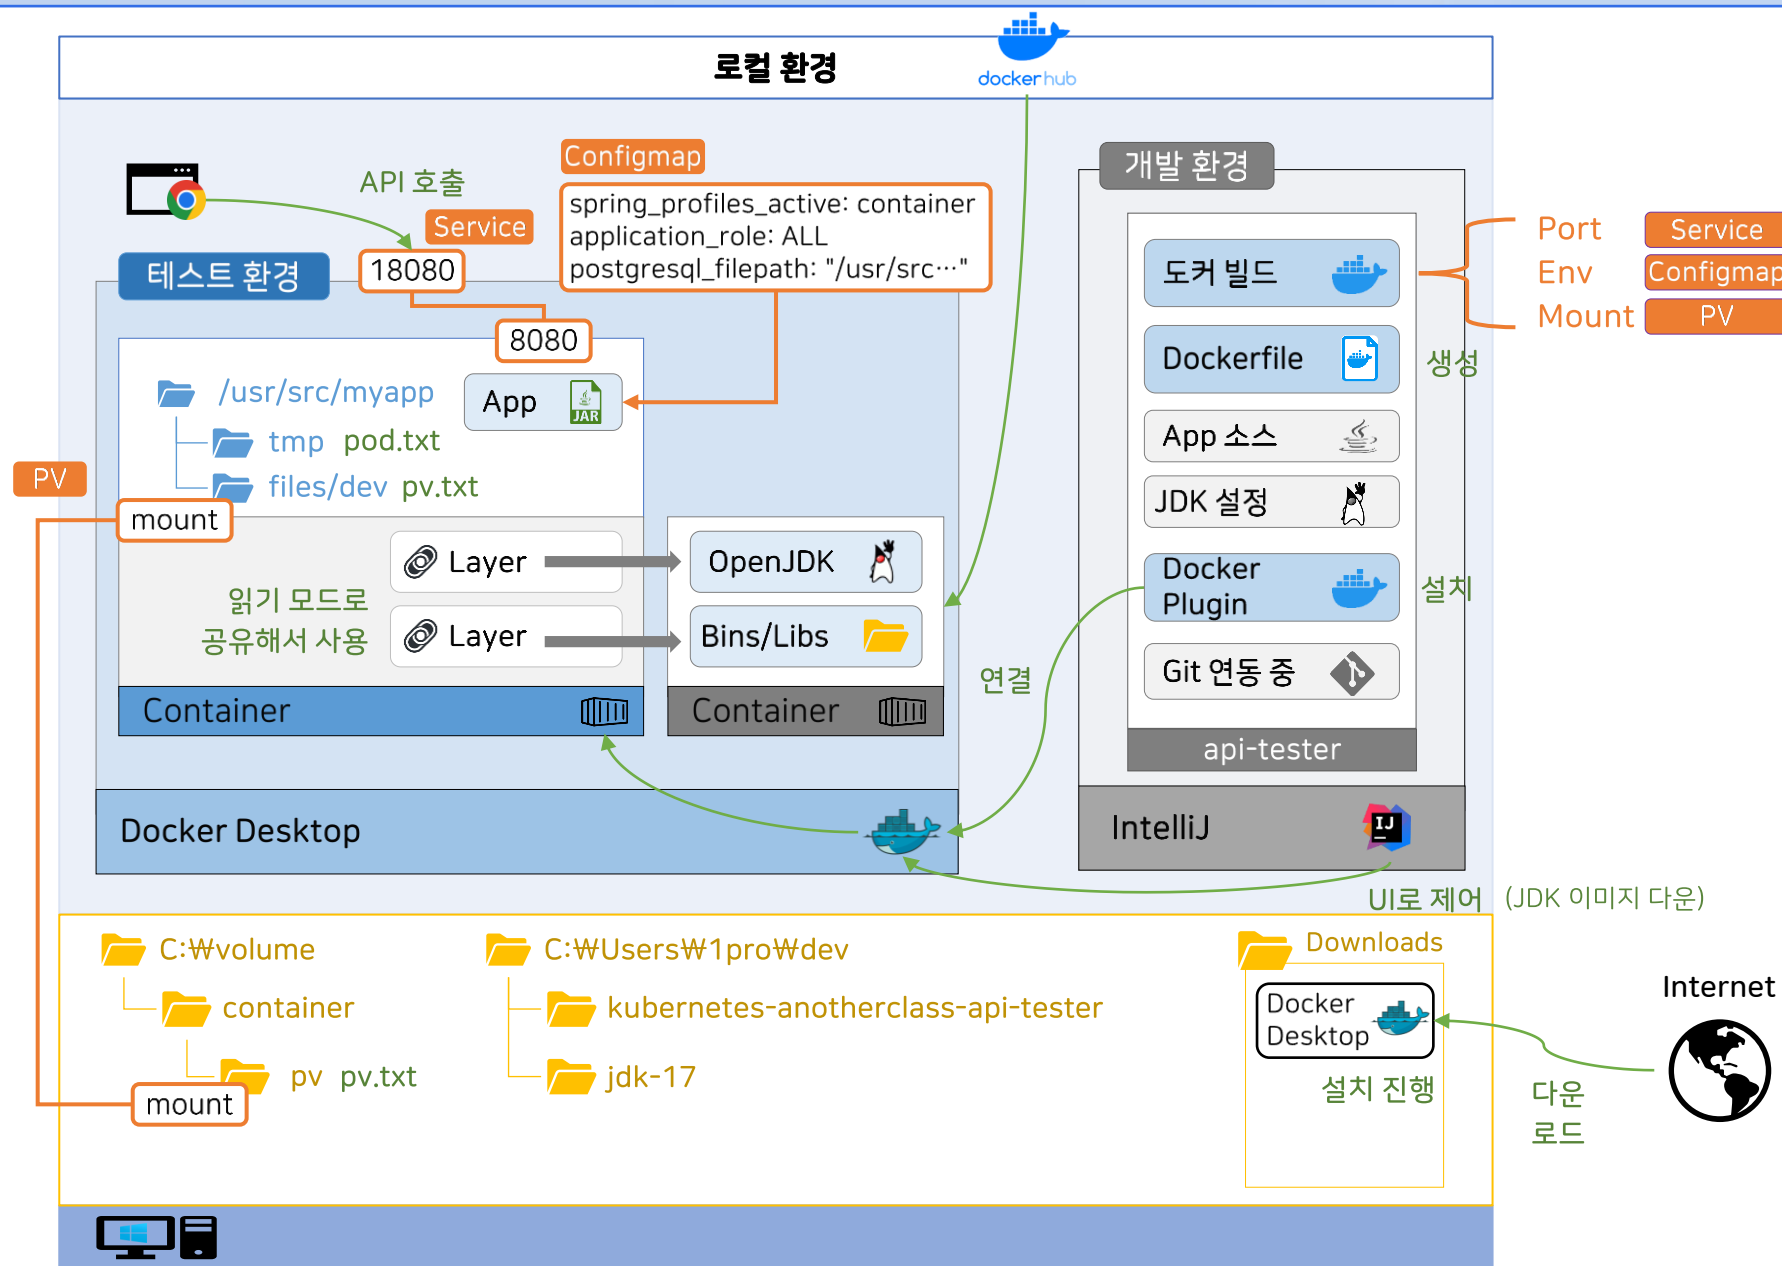 로컬 환경
dockerhub
개발 환경
Configmap
API 호출
spring_profiles_active: container
application_role: ALL
postgresql_filepath: "/usr/src…"
Service
테스트 환경
18080
8080
/usr/src/myapp
App
JAR
tmp pod.txt
files/dev pv.txt
PV
mount
Layer
Layer
읽기 모드로
공유해서 사용
OpenJDK
Bins/Libs
Container
Container
Docker Desktop
연결
도커 빌드
Dockerfile
생성
App 소스
JDK 설정
Docker
Plugin
설치
Git 연동 중
api-tester
IntelliJ
IJ
Port
Service
Env
Configmap
Mount
PV
UI로 제어
(JDK 이미지 다운)
C:₩volume
container
pv pv.txt
mount
C:₩Users₩1pro₩dev
kubernetes-anotherclass-api-tester
jdk-17
Downloads
Docker
Desktop
설치 진행
다운
로드
Internet